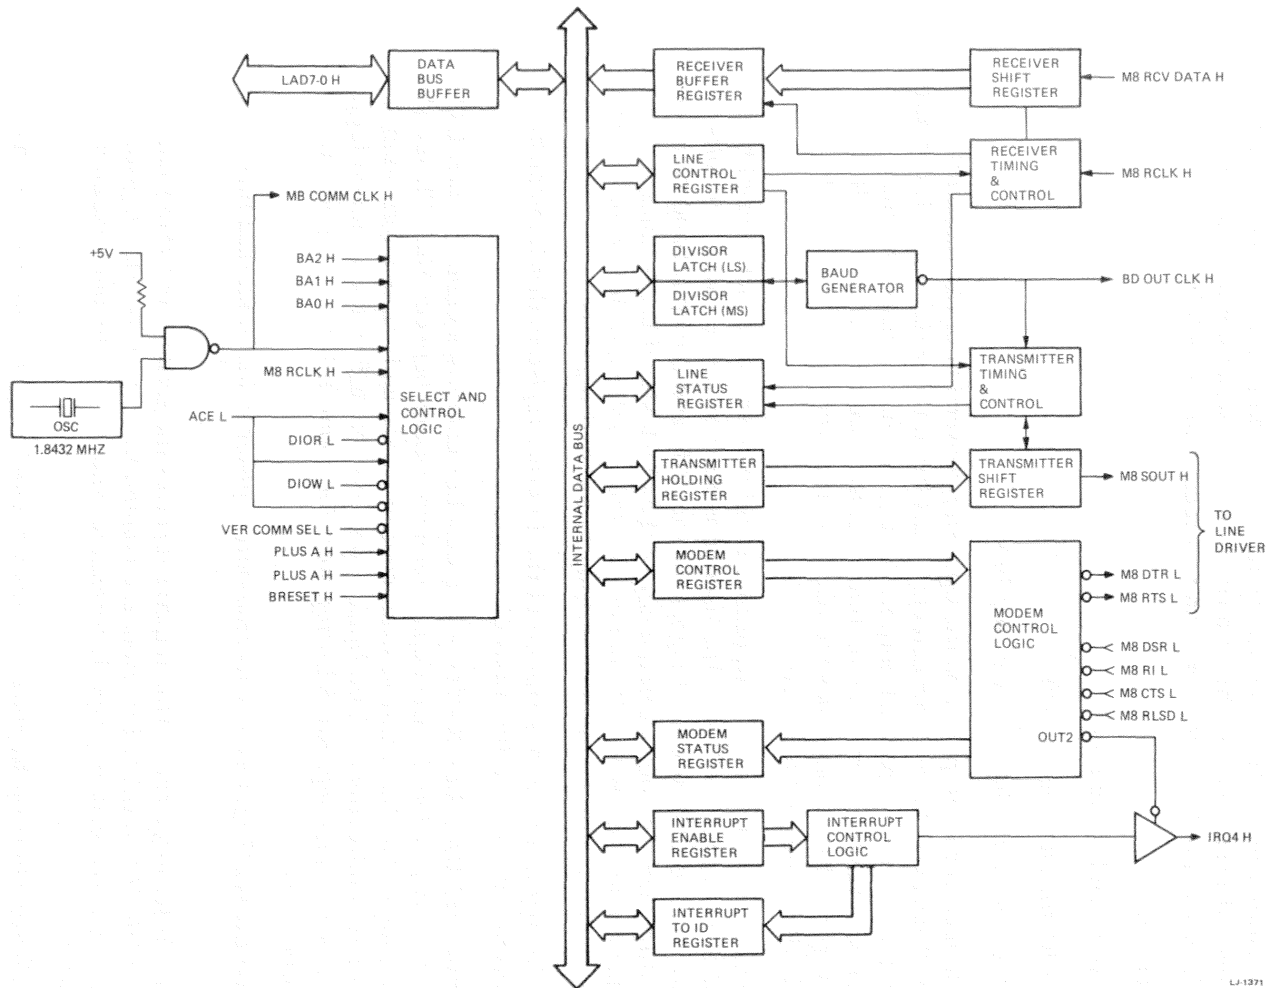 LAD7-0 H
DATA
BUS
BUFFER
RECEIVER
BUFFER
REGISTER
RECEIVER
SHIFT
REGISTER
M8 RCV DATA H
LINE
CONTROL
REGISTER
RECEIVER
TIMING
&
CONTROL
M8 RCLK H
MB COMM CLK H
+5V
BA2 H
BA1 H
BA0 H
M8 RCLK H
ACE L
DIOR L
DIOW L
VER COMM SEL L
PLUS A H
PLUS A H
BRESET H
SELECT AND
CONTROL
LOGIC
OSC
1.8432 MHZ
INTERNAL DATA BUS
DIVISOR
LATCH (LS)
DIVISOR
LATCH (MS)
BAUD
GENERATOR
BD OUT CLK H
LINE
STATUS
REGISTER
TRANSMITTER
TIMING
&
CONTROL
TRANSMITTER
HOLDING
REGISTER
TRANSMITTER
SHIFT
REGISTER
M8 SOUT H
TO
LINE
DRIVER
MODEM
CONTROL
REGISTER
MODEM
CONTROL
LOGIC
M8 DTR L
M8 RTS L
M8 DSR L
M8 RI L
M8 CTS L
M8 RLSD L
OUT2
MODEM
STATUS
REGISTER
INTERRUPT
ENABLE
REGISTER
INTERRUPT
CONTROL
LOGIC
IRQ4 H
INTERRUPT
TO ID
REGISTER
LJ-1371